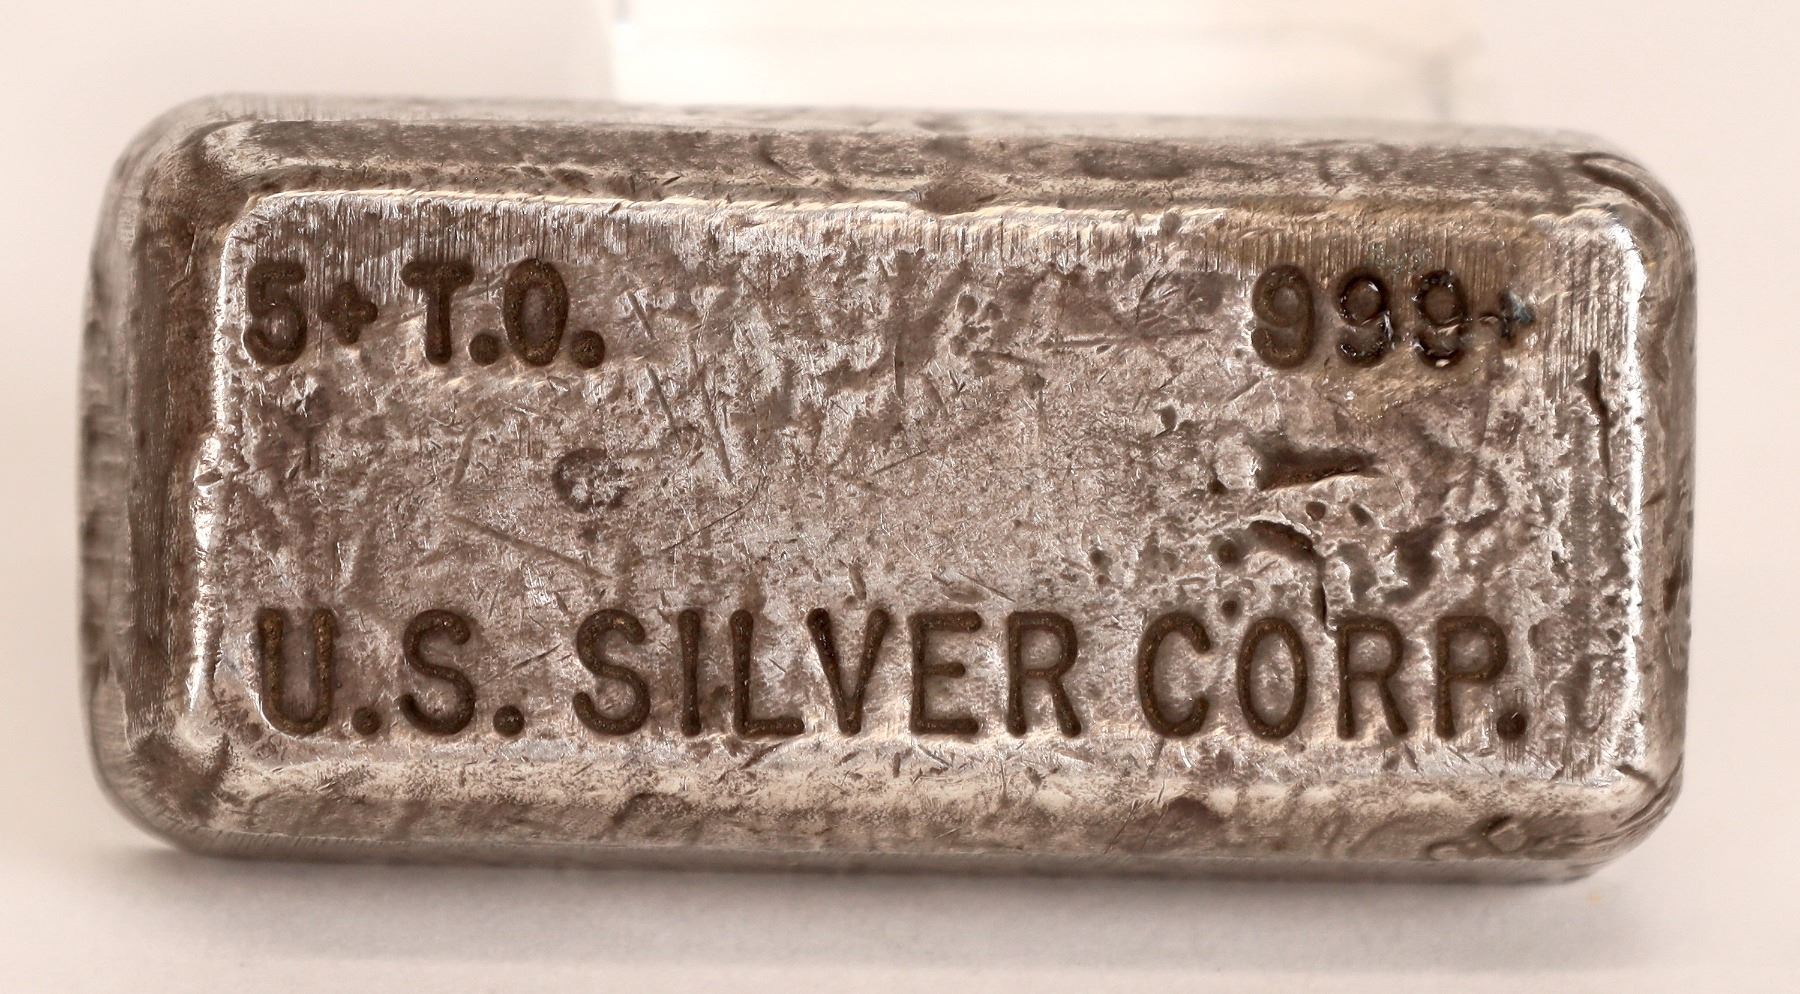 5+ T.O. 999+
U.S. SILVER CORP.